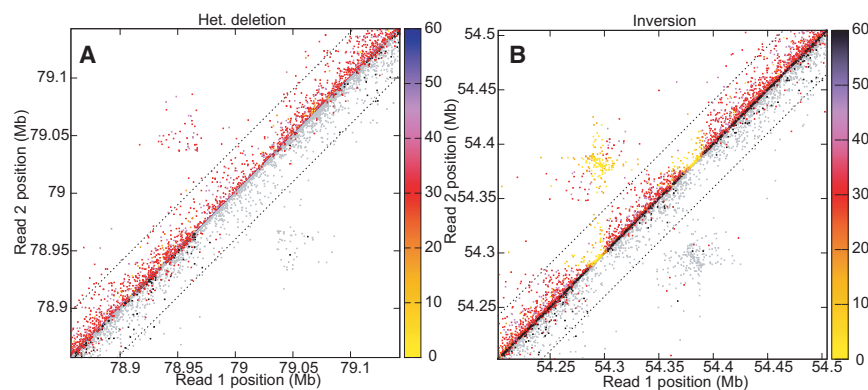 Het. deletion
A
Read 2 position (Mb)
79.1
79.05
79
78.95
78.9
78.9 78.95 79 79.05 79.1
Read 1 position (Mb)
60
50
40
30
20
10
0
Inversion
B
Read 2 position (Mb)
54.5
54.45
54.4
54.35
54.3
54.25
54.25 54.3 54.35 54.4 54.45 54.5
Read 1 position (Mb)
60
50
40
30
20
10
0